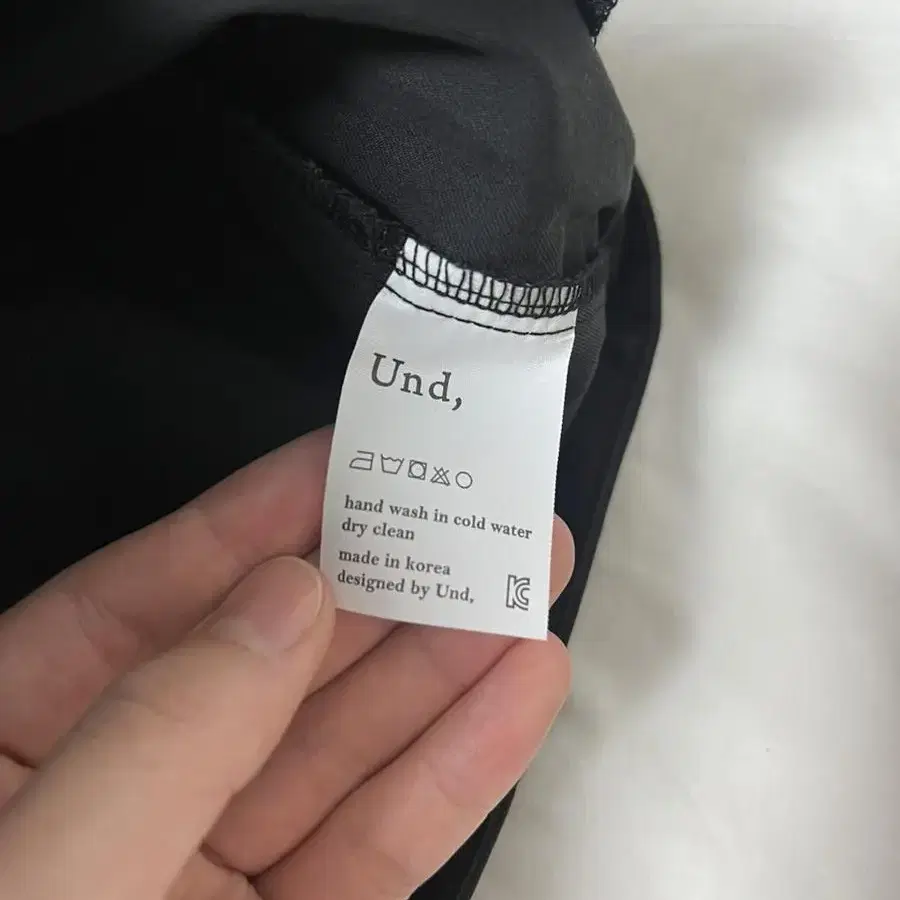 Und,
hand wash in cold water
dry clean
made in korea
designed by Und,